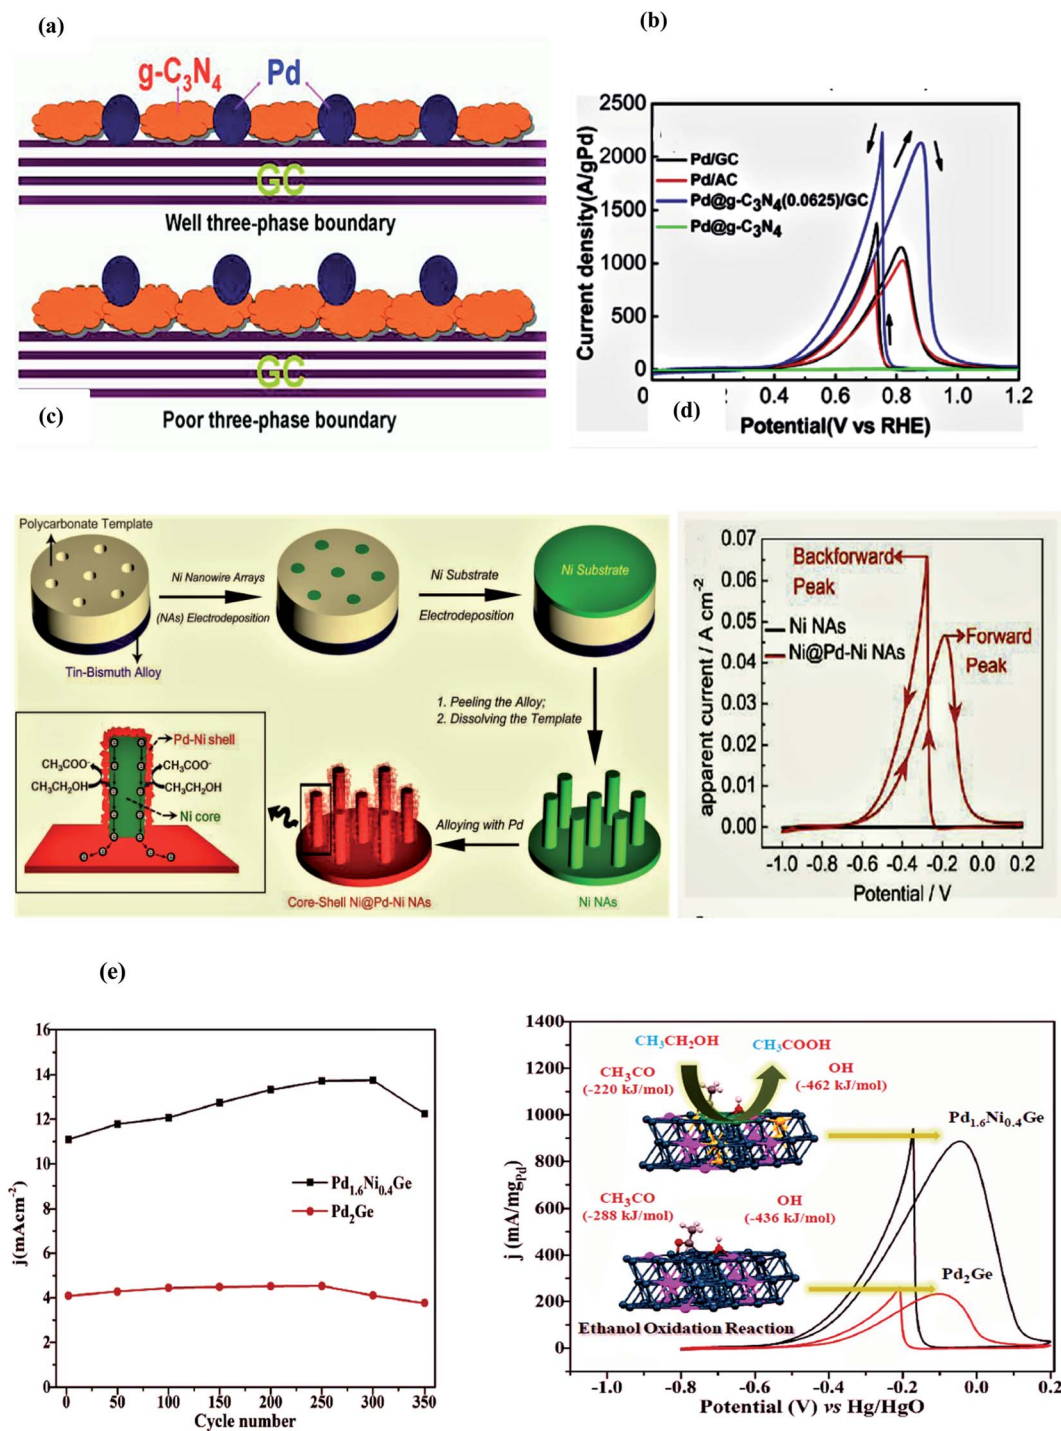 (a)
g-C₃N₄
Pd
GC
Well three-phase boundary
GC
Poor three-phase boundary
(b)
Current density(A/gPd)
2500
2000
1500
1000
500
0
Pd/GC
Pd/AC
Pd@g-C₃N₄(0.0625)/GC
Pd@g-C₃N₄
0 0.2 0.4 0.6 0.8 1.0 1.2
Potential(V vs RHE)
(c)
Polycarbonate Template
Tin-Bismuth Alloy
Ni Nanowire Arrays
(NAs) Electrodeposition
Ni Substrate
Electrodeposition
Ni Substrate
1. Peeling the Alloy;
2. Dissolving the Template
Ni NAs
Alloying with Pd
Core-Shell Ni@Pd-Ni NAs
Pd-Ni shell
CH₃COO⁻
CH₃CH₂OH
CH₃COO⁻
CH₃CH₂OH
Ni core
e e e e e e e e e e e e
(d)
apparent current / A cm⁻²
0.07
0.06
0.05
0.04
0.03
0.02
0.01
0.00
Backforward
Peak
Ni NAs
Ni@Pd-Ni NAs
Forward
Peak
-1.0 -0.8 -0.6 -0.4 -0.2 0.0 0.2
Potential / V
(e)
j(mAcm⁻²)
16
14
12
10
8
6
4
2
0
Pd₁.₆Ni₀.₄Ge
Pd₂Ge
0 50 100 150 200 250 300 350
Cycle number
j (mA/mg_Pd)
1400
1200
1000
800
600
400
200
0
CH₃CH₂OH
CH₃COOH
CH₃CO
(-220 kJ/mol)
OH
(-462 kJ/mol)
Pd₁.₆Ni₀.₄Ge
CH₃CO
(-288 kJ/mol)
OH
(-436 kJ/mol)
Pd₂Ge
Ethanol Oxidation Reaction
-1.0 -0.8 -0.6 -0.4 -0.2 0.0 0.2
Potential (V) vs Hg/HgO